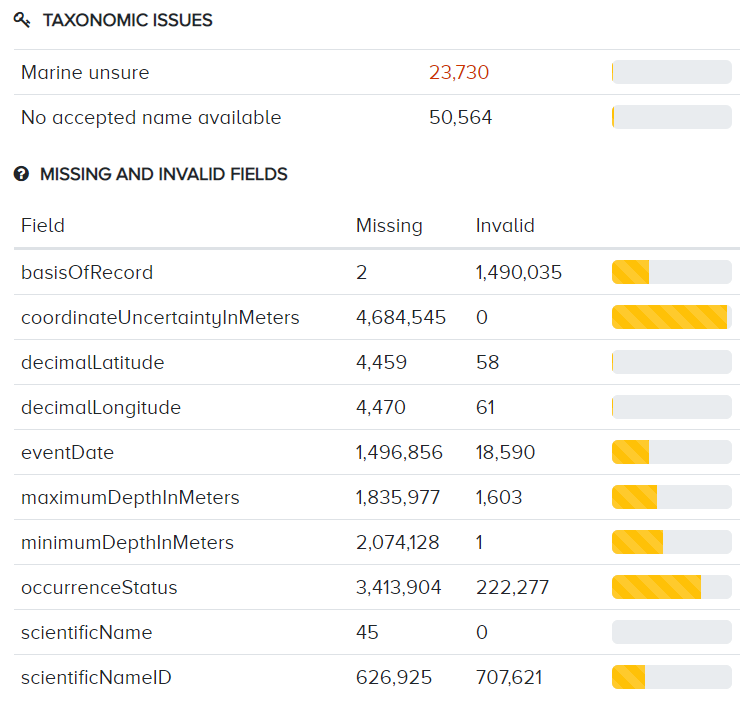 TAXONOMIC ISSUES
Marine unsure 23,730
No accepted name available 50,564
MISSING AND INVALID FIELDS
Field Missing Invalid
basisOfRecord 2 1,490,035
coordinateUncertaintyInMeters 4,684,545 0
decimalLatitude 4,459 58
decimalLongitude 4,470 61
eventDate 1,496,856 18,590
maximumDepthInMeters 1,835,977 1,603
minimumDepthInMeters 2,074,128 1
occurrenceStatus 3,413,904 222,277
scientificName 45 0
scientificNameID 626,925 707,621